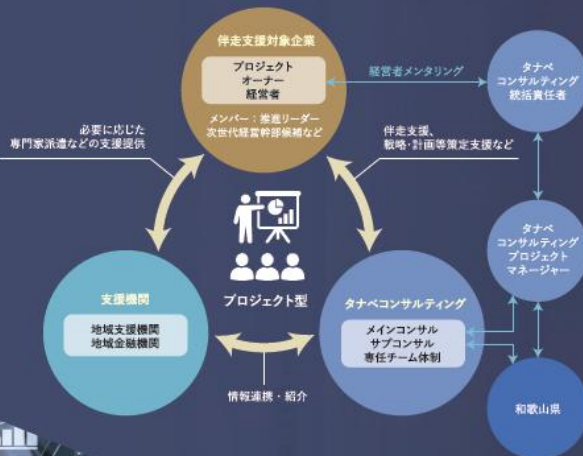 伴走支援対象企業
プロジェクト
オーナー
経営者
メンバー：推進リーダー
次世代経営幹部候補など
経営者メンタリング
タナベ
コンサルティング
統括責任者
必要に応じた
専門家派遣などの支援提供
伴走支援、
戦略・計画等策定支援など
プロジェクト型
タナベ
コンサルティング
プロジェクト
マネージャー
支援機関
地域支援機関
地域金融機関
タナベコンサルティング
メインコンサル
サブコンサル
専任チーム体制
情報連携・紹介
和歌山県